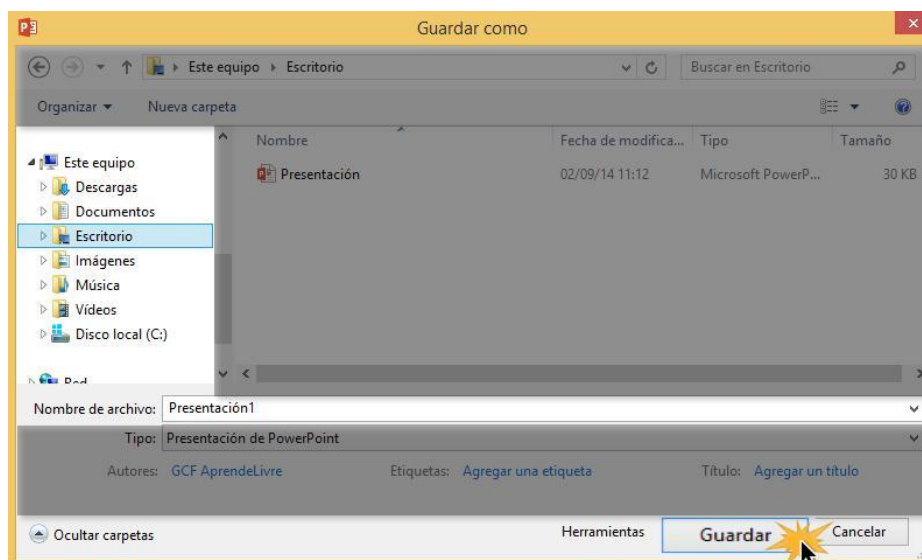 Guardar como
Este equipo Escritorio
Buscar en Escritorio
Organizar Nueva carpeta
Nombre Fecha de modifica... Tipo Tamaño
Presentación 02/09/14 11:12 Microsoft PowerP... 30 KB
Este equipo
Descargas
Documentos
Escritorio
Imágenes
Música
Vídeos
Disco local (C:)
Red
Nombre de archivo: Presentación1
Tipo: Presentación de PowerPoint
Autores: GCF AprendeLivre Etiquetas: Agregar una etiqueta Título: Agregar un título
Ocultar carpetas Herramientas Guardar Cancelar